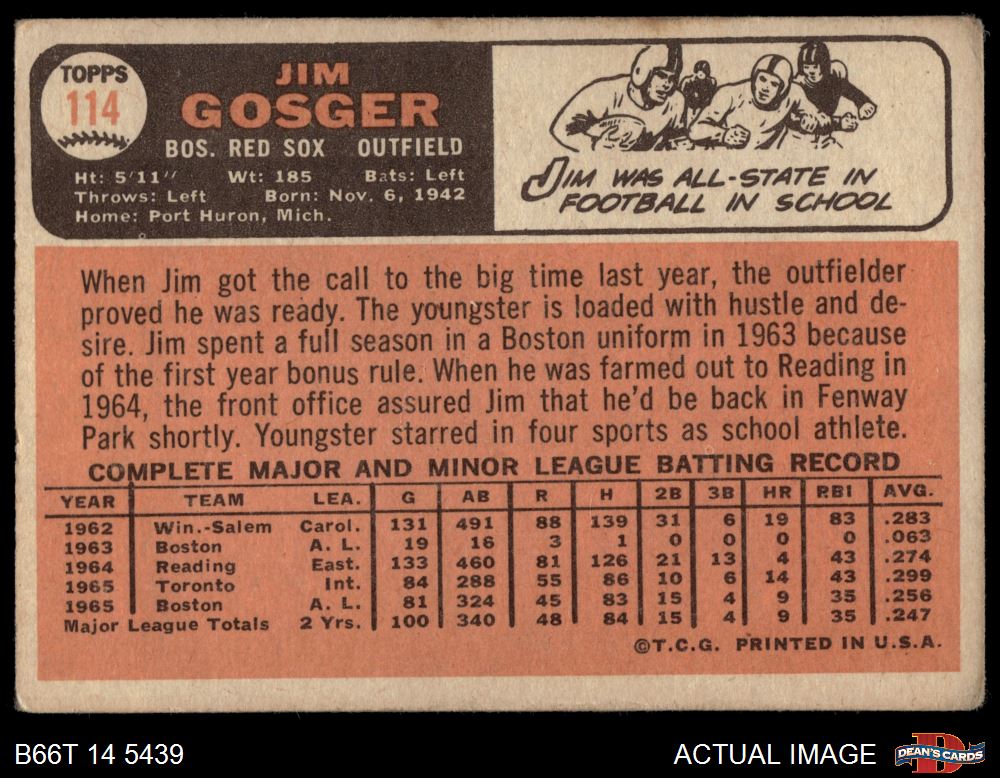 TOPPS
114
JIM
GOSGER
BOS. RED SOX OUTFIELD
Ht: 5'11" Wt: 185 Bats: Left
Throws: Left Born: Nov. 6, 1942
Home: Port Huron, Mich.
JIM WAS ALL-STATE IN
FOOTBALL IN SCHOOL
When Jim got the call to the big time last year, the outfielder
proved he was ready. The youngster is loaded with hustle and de-
sire. Jim spent a full season in a Boston uniform in 1963 because
of the first year bonus rule. When he was farmed out to Reading in
1964, the front office assured Jim that he'd be back in Fenway
Park shortly. Youngster starred in four sports as school athlete.
COMPLETE MAJOR AND MINOR LEAGUE BATTING RECORD
YEAR TEAM LEA. G AB R H 2B 3B HR RBI AVG.
1962 Win.-Salem Carol. 131 491 88 139 31 6 19 83 .283
1963 Boston A. L. 19 16 3 1 0 0 0 0 .063
1964 Reading East. 133 460 81 126 21 13 4 43 .274
1965 Toronto Int. 84 288 55 86 10 6 14 43 .299
1965 Boston A. L. 81 324 45 83 15 4 9 35 .256
Major League Totals 2 Yrs. 100 340 48 84 15 4 9 35 .247
©T.C.G. PRINTED IN U.S.A.
B66T 14 5439
ACTUAL IMAGE
DEAN'S CARDS